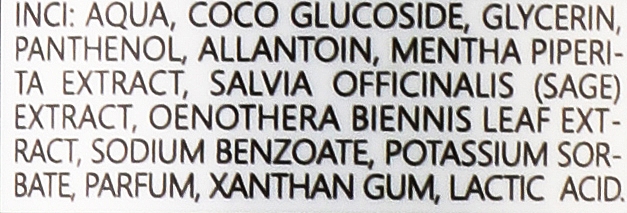 INCI: AQUA, COCO GLUCOSIDE, GLYCERIN,
PANTHENOL, ALLANTOIN, MENTHA PIPERI-
TA EXTRACT, SALVIA OFFICINALIS (SAGE)
EXTRACT, OENOTHERA BIENNIS LEAF EXT-
RACT, SODIUM BENZOATE, POTASSIUM SOR-
BATE, PARFUM, XANTHAN GUM, LACTIC ACID.